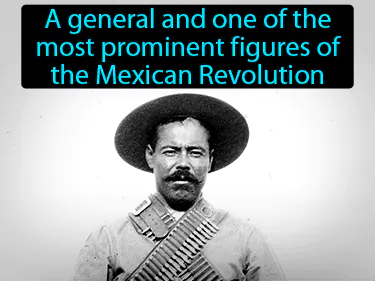 A general and one of the
most prominent figures of
the Mexican Revolution